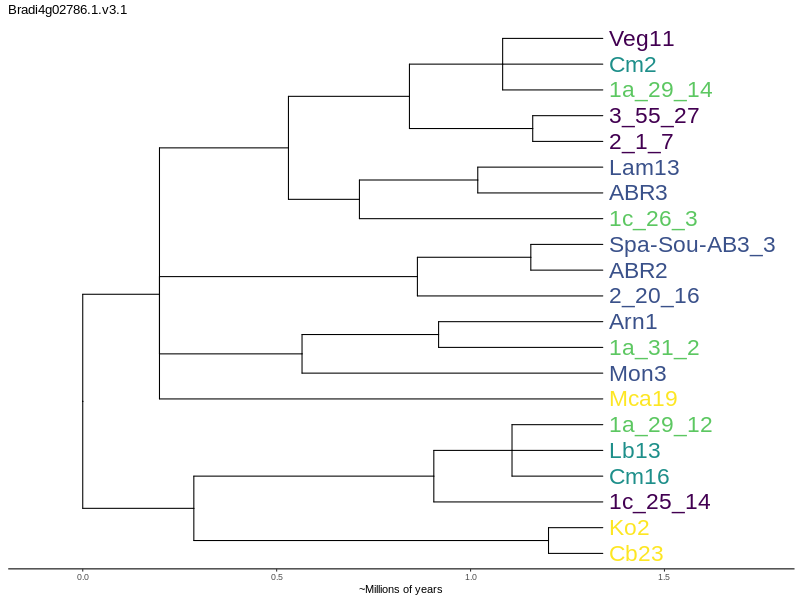 Bradi4g02786.1.v3.1
Veg11
Cm2
1a_29_14
3_55_27
2_1_7
Lam13
ABR3
1c_26_3
Spa-Sou-AB3_3
ABR2
2_20_16
Arn1
1a_31_2
Mon3
Mca19
1a_29_12
Lb13
Cm16
1c_25_14
Ko2
Cb23
0.0 0.5 1.0 1.5
~Millions of years